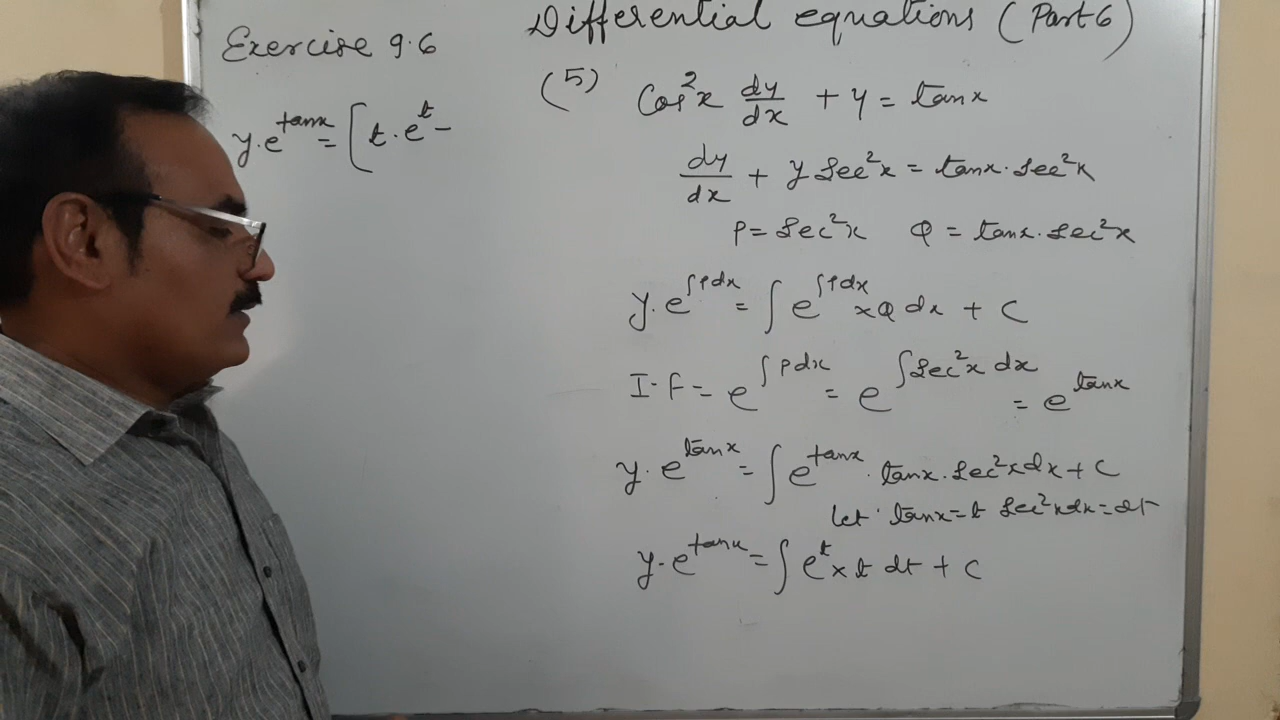 Differential equations (Part 6)
Exercise 9.6
(5) Cos²x dy/dx + y = tanx
dy/dx + y Sec²x = tanx. Sec²x
P = Sec²x Q = tanx. Sec²x
y. e^∫Pdx = ∫ e^∫Pdx × Q dx + C
I.F = e^∫Pdx = e^∫Sec²x dx = e^tanx
y. e^tanx = ∫ e^tanx . tanx. Sec²x dx + C
let tanx = t Sec²x dx = dt
y. e^tanx = ∫ e^t × t dt + C
y. e^tanx = [t. e^t –